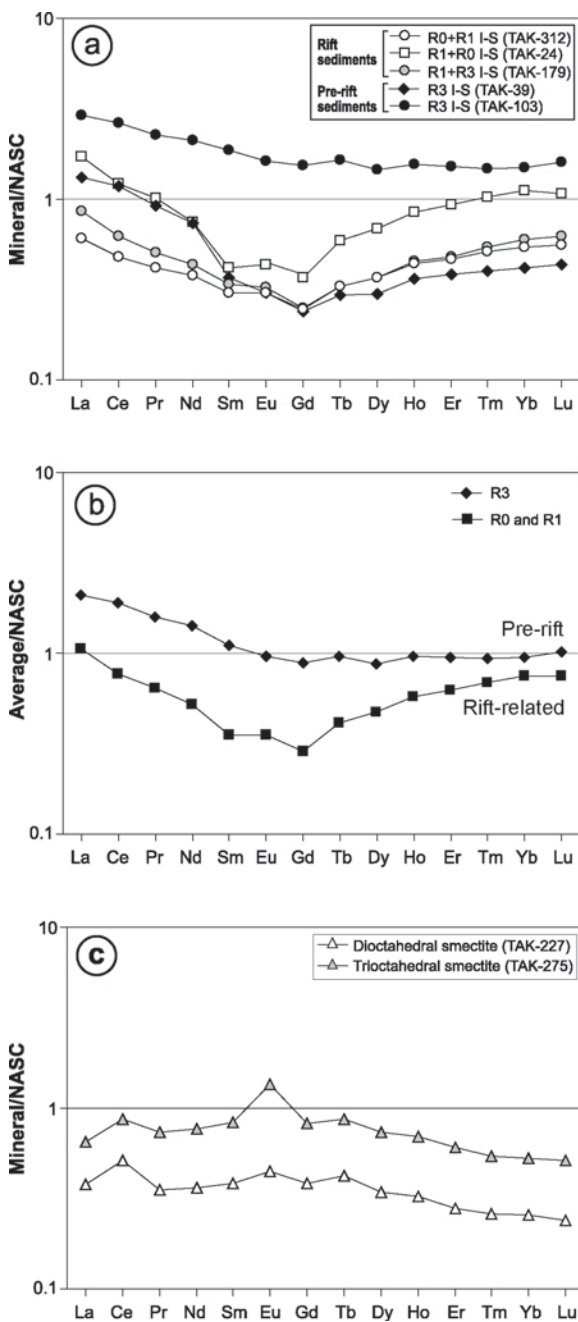 a
10
1
0.1
Mineral/NASC
Rift sediments
R0+R1 I-S (TAK-312)
R1+R0 I-S (TAK-24)
R1+R3 I-S (TAK-179)
Pre-rift sediments
R3 I-S (TAK-39)
R3 I-S (TAK-103)
La Ce Pr Nd Sm Eu Gd Tb Dy Ho Er Tm Yb Lu
b
10
1
0.1
Average/NASC
R3
R0 and R1
Pre-rift
Rift-related
La Ce Pr Nd Sm Eu Gd Tb Dy Ho Er Tm Yb Lu
c
10
1
0.1
Mineral/NASC
Dioctahedral smectite (TAK-227)
Trioctahedral smectite (TAK-275)
La Ce Pr Nd Sm Eu Gd Tb Dy Ho Er Tm Yb Lu